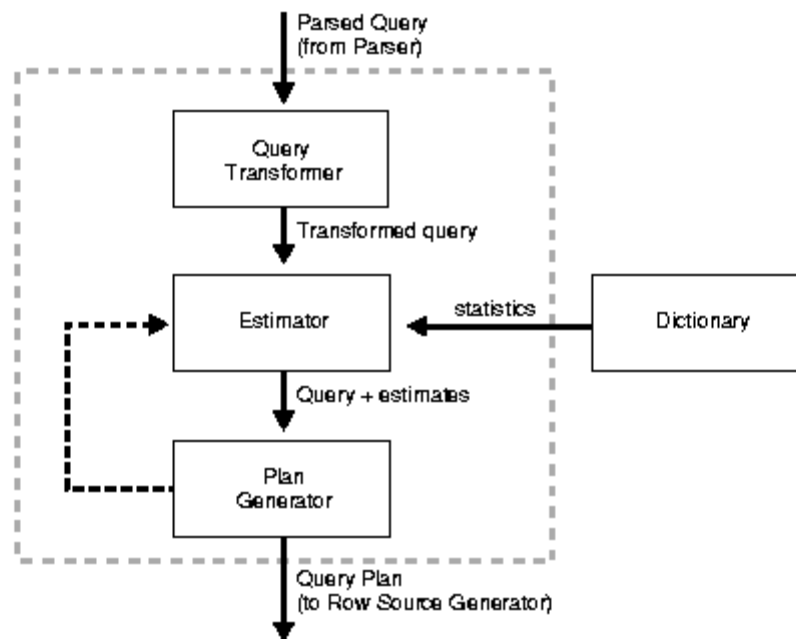 Parsed Query
(from Parser)
Query
Transformer
Transformed query
Estimator
statistics
Dictionary
Query + estimates
Plan
Generator
Query Plan
(to Row Source Generator)